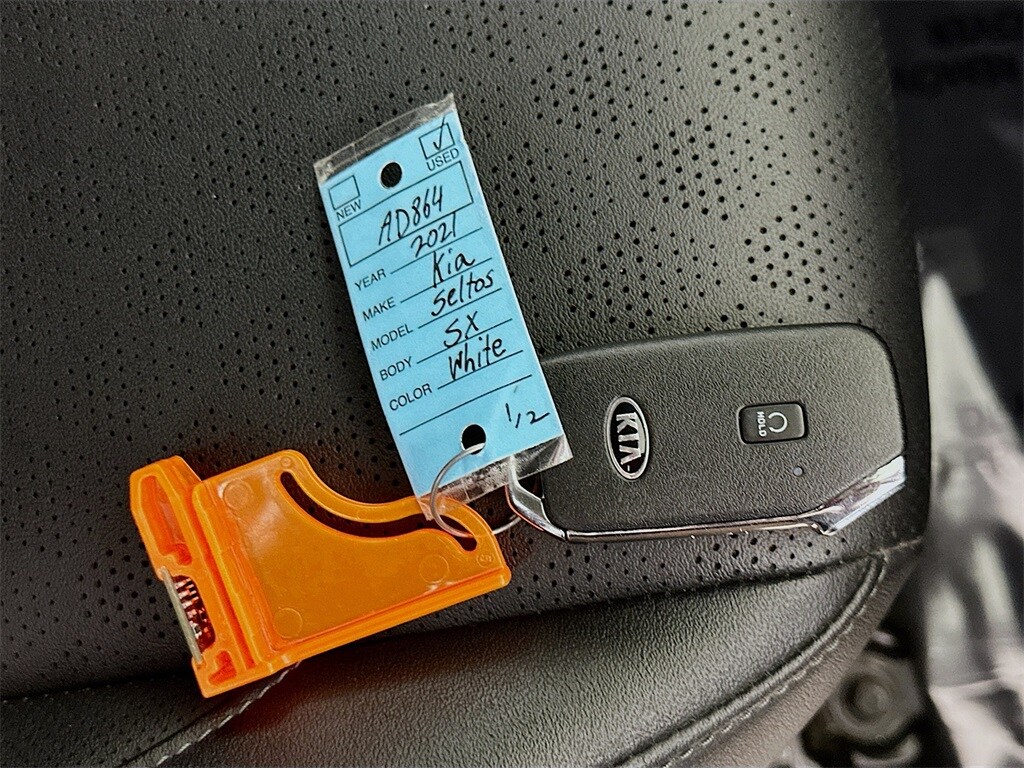 ✓
NEW USED
AD864
YEAR 2021
MAKE Kia
MODEL Seltos
BODY SX
COLOR White
1/2
KIA
HOLD